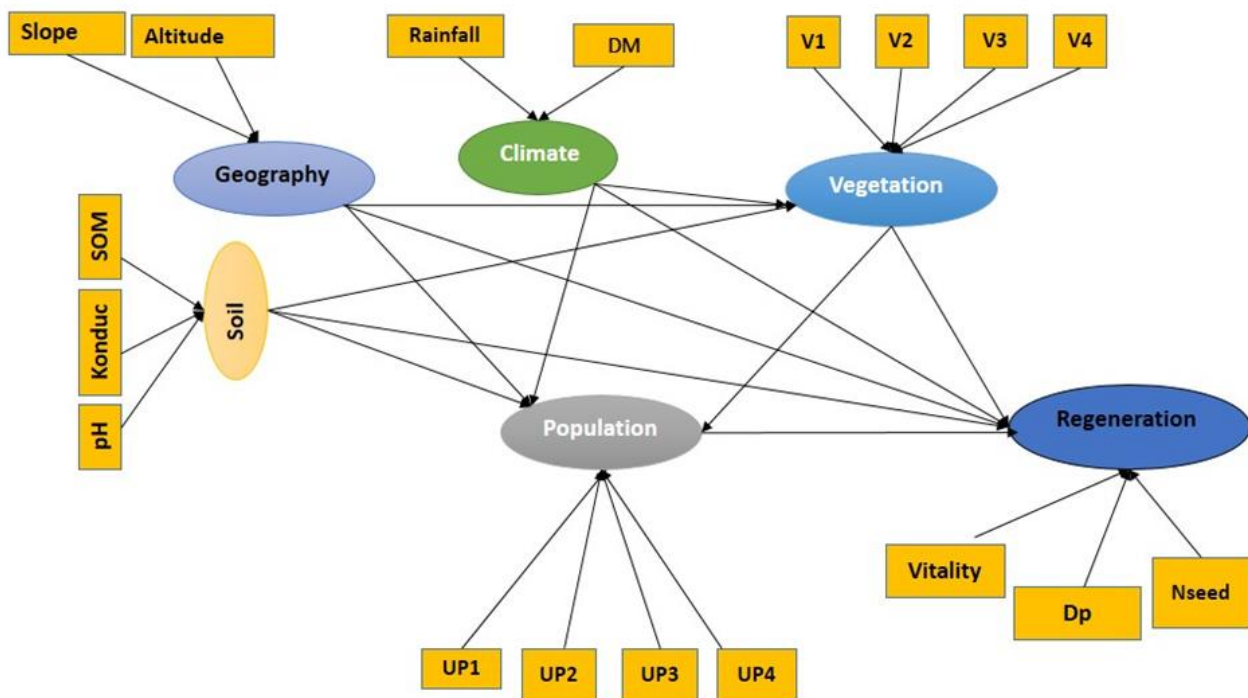 Slope
Altitude
Rainfall
DM
V1
V2
V3
V4
Geography
Climate
Vegetation
SOM
Konduc
pH
Soil
Population
Regeneration
Vitality
Dp
Nseed
UP1
UP2
UP3
UP4